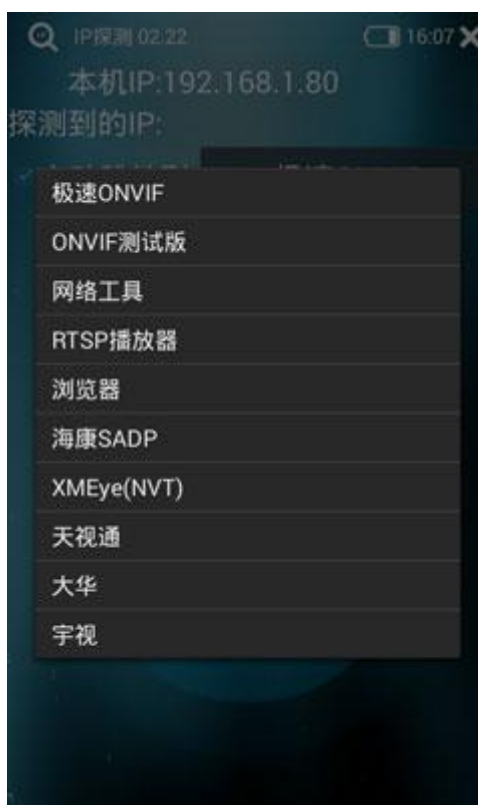 IP探测 02:22
16:07
本机IP:192.168.1.80
探测到的IP:
极速ONVIF
ONVIF测试版
网络工具
RTSP播放器
浏览器
海康SADP
XMEye(NVT)
天视通
大华
宇视